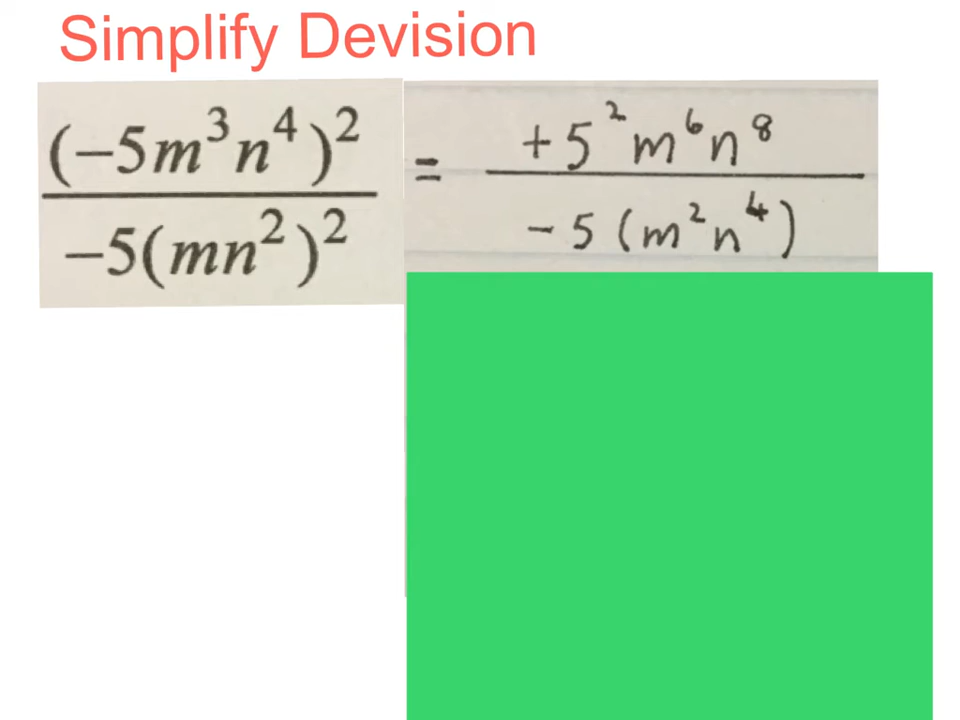 Simplify Devision
(−5m³n⁴)² / −5(mn²)² = +5²m⁶n⁸ / −5(m²n⁴)